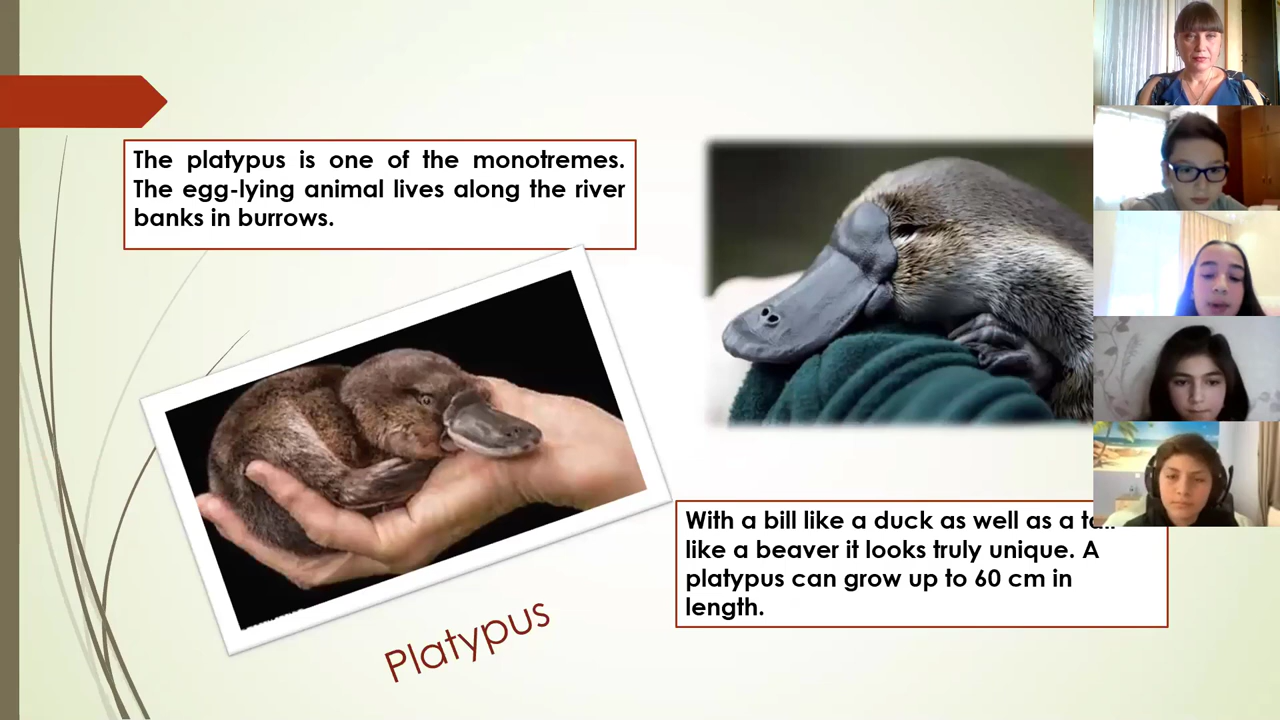 The platypus is one of the monotremes.
The egg-lying animal lives along the river
banks in burrows.
With a bill like a duck as well as a
like a beaver it looks truly unique. A
platypus can grow up to 60 cm in
length.
Platypus